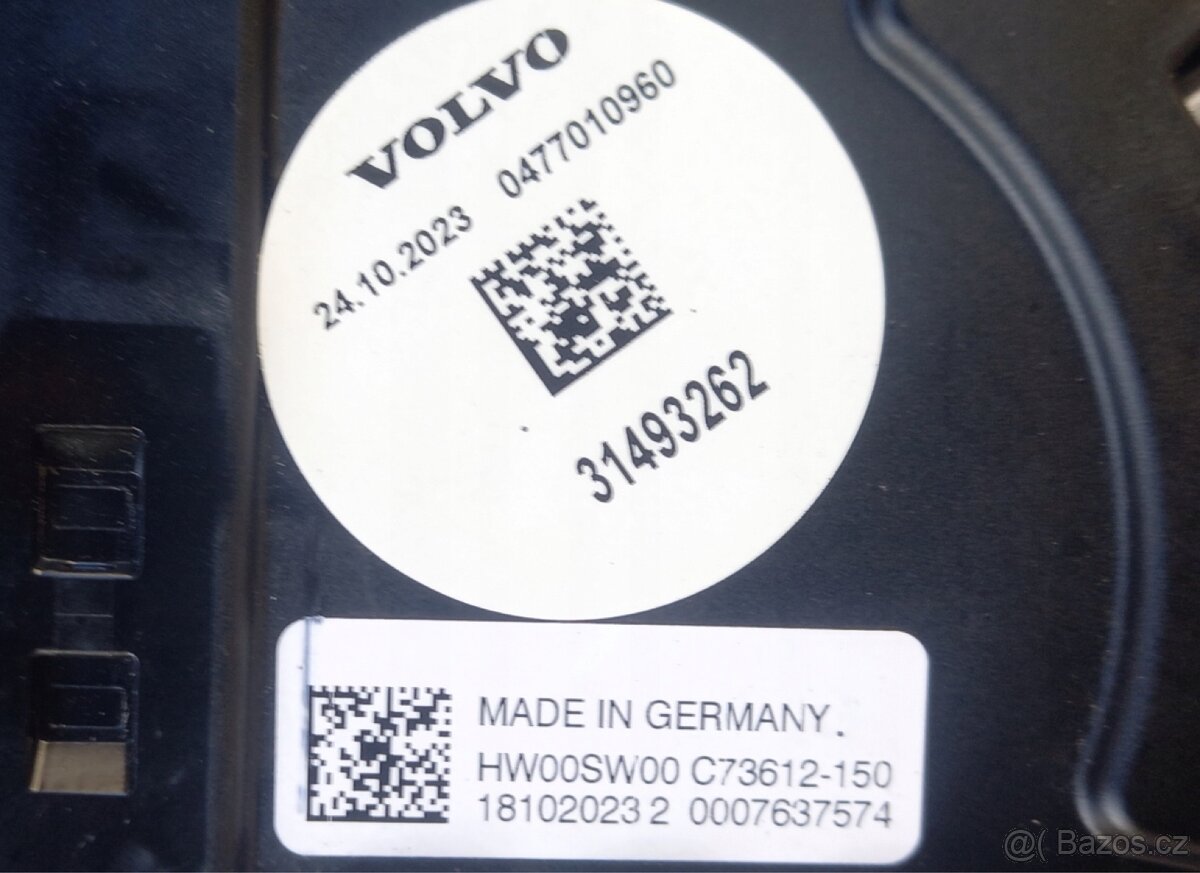 VOLVO
24.10.2023 0477010960
31493262
MADE IN GERMANY.
HW00SW00 C73612-150
18102023 2 0007637574
@( Bazos.cz